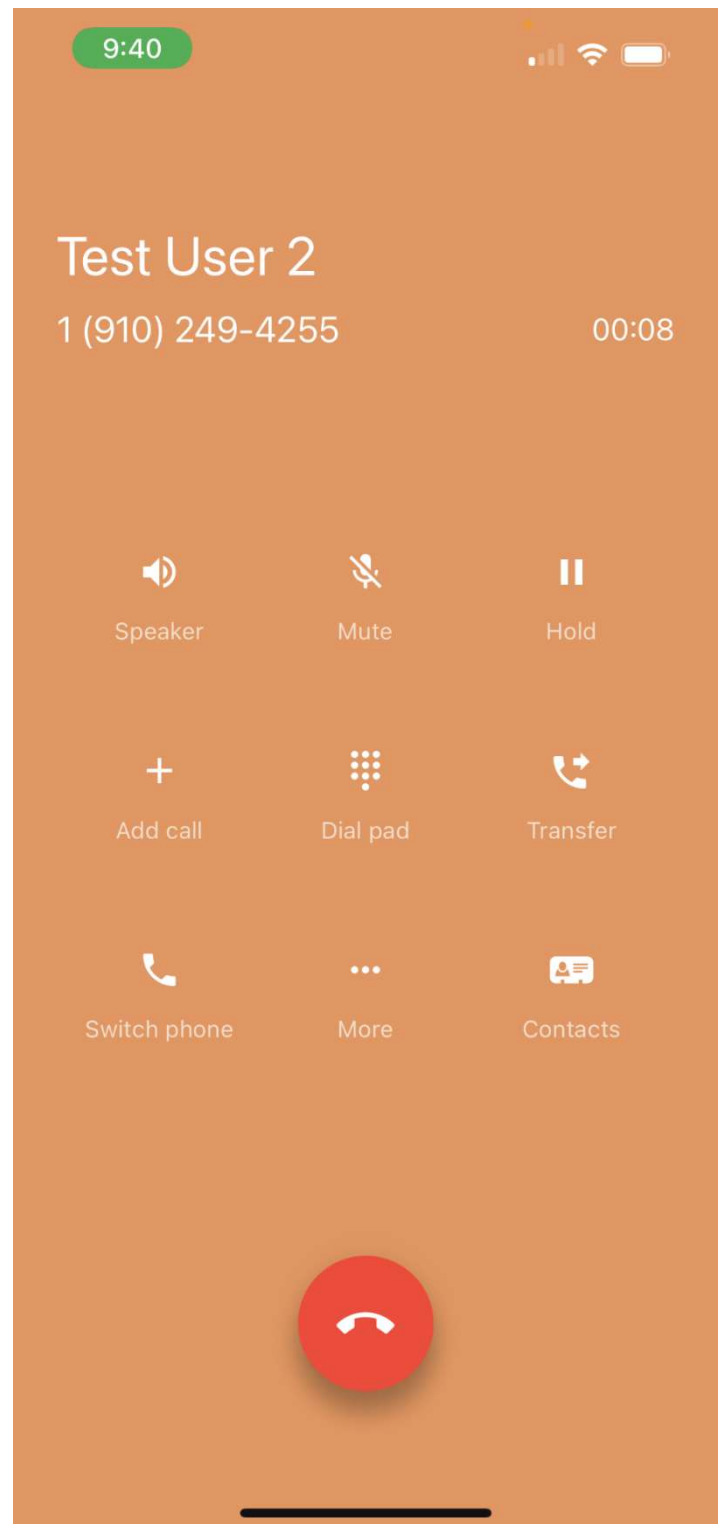 9:40
Test User 2
1 (910) 249-4255 00:08
Speaker Mute Hold
Add call Dial pad Transfer
Switch phone More Contacts